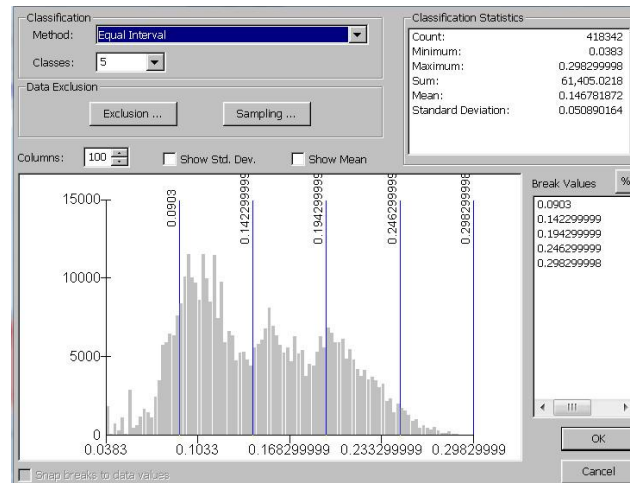 Classification
Method: Equal Interval
Classes: 5
Data Exclusion
Exclusion ...
Sampling ...
Classification Statistics
Count: 418342
Minimum: 0.0383
Maximum: 0.298299998
Sum: 61,405.0218
Mean: 0.146781872
Standard Deviation: 0.050890164
Columns: 100
Show Std. Dev.
Show Mean
Break Values
%
0.0903
0.142299999
0.194299999
0.246299999
0.298299998
0.0903
0.142299999
0.194299999
0.246299999
0.298299998
15000
10000
5000
0
0.0383
0.1033
0.168299999
0.233299999
0.29829999
OK
Cancel
Snap breaks to data values